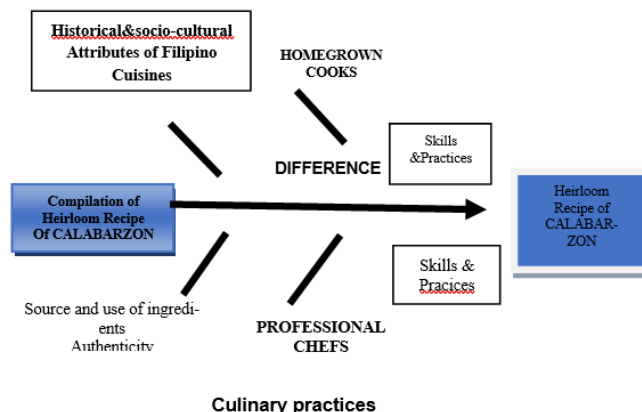 Historical&socio-cultural
Attributes of Filipino
Cuisines
HOMEGROWN
COOKS
Skills
&Practices
DIFFERENCE
Compilation of
Heirloom Recipe
Of CALABARZON
Heirloom
Recipe of
CALABAR-
ZON
Skills &
Pracices
Source and use of ingredi-
ents
Authenticity
PROFESSIONAL
CHEFS
Culinary practices